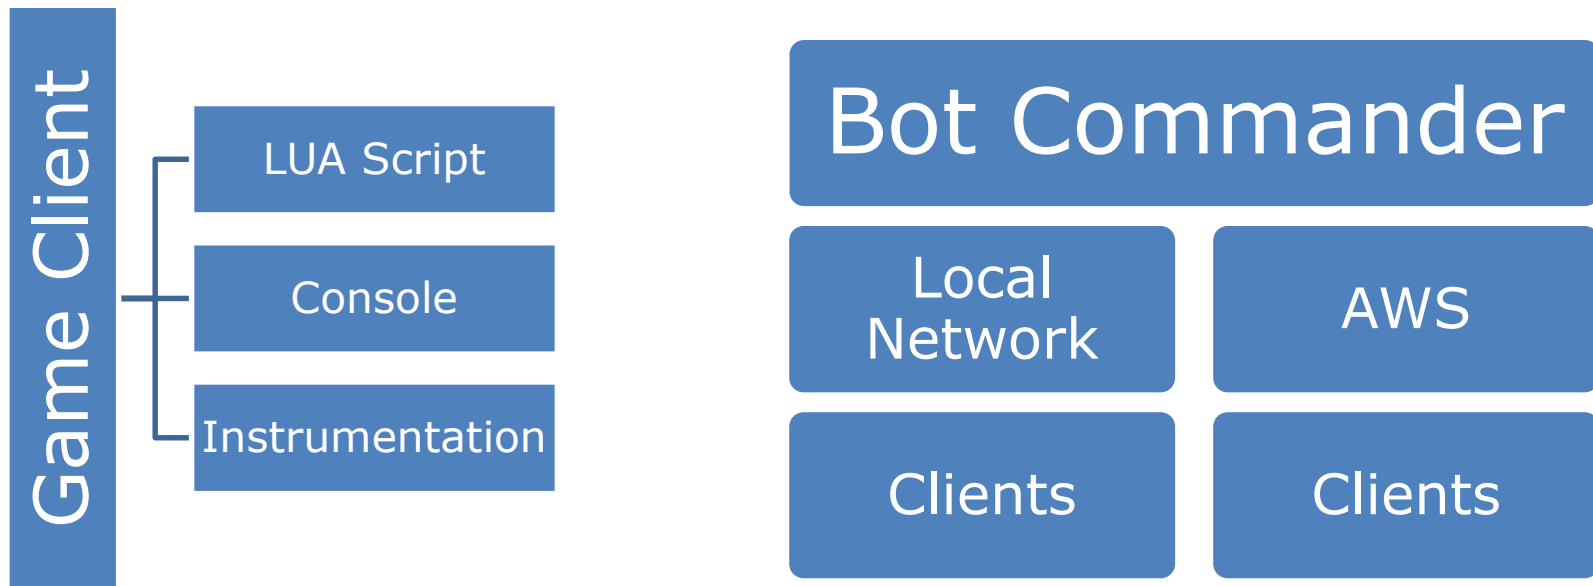 Game Client
LUA Script
Console
Instrumentation
Bot Commander
Local
Network
AWS
Clients
Clients